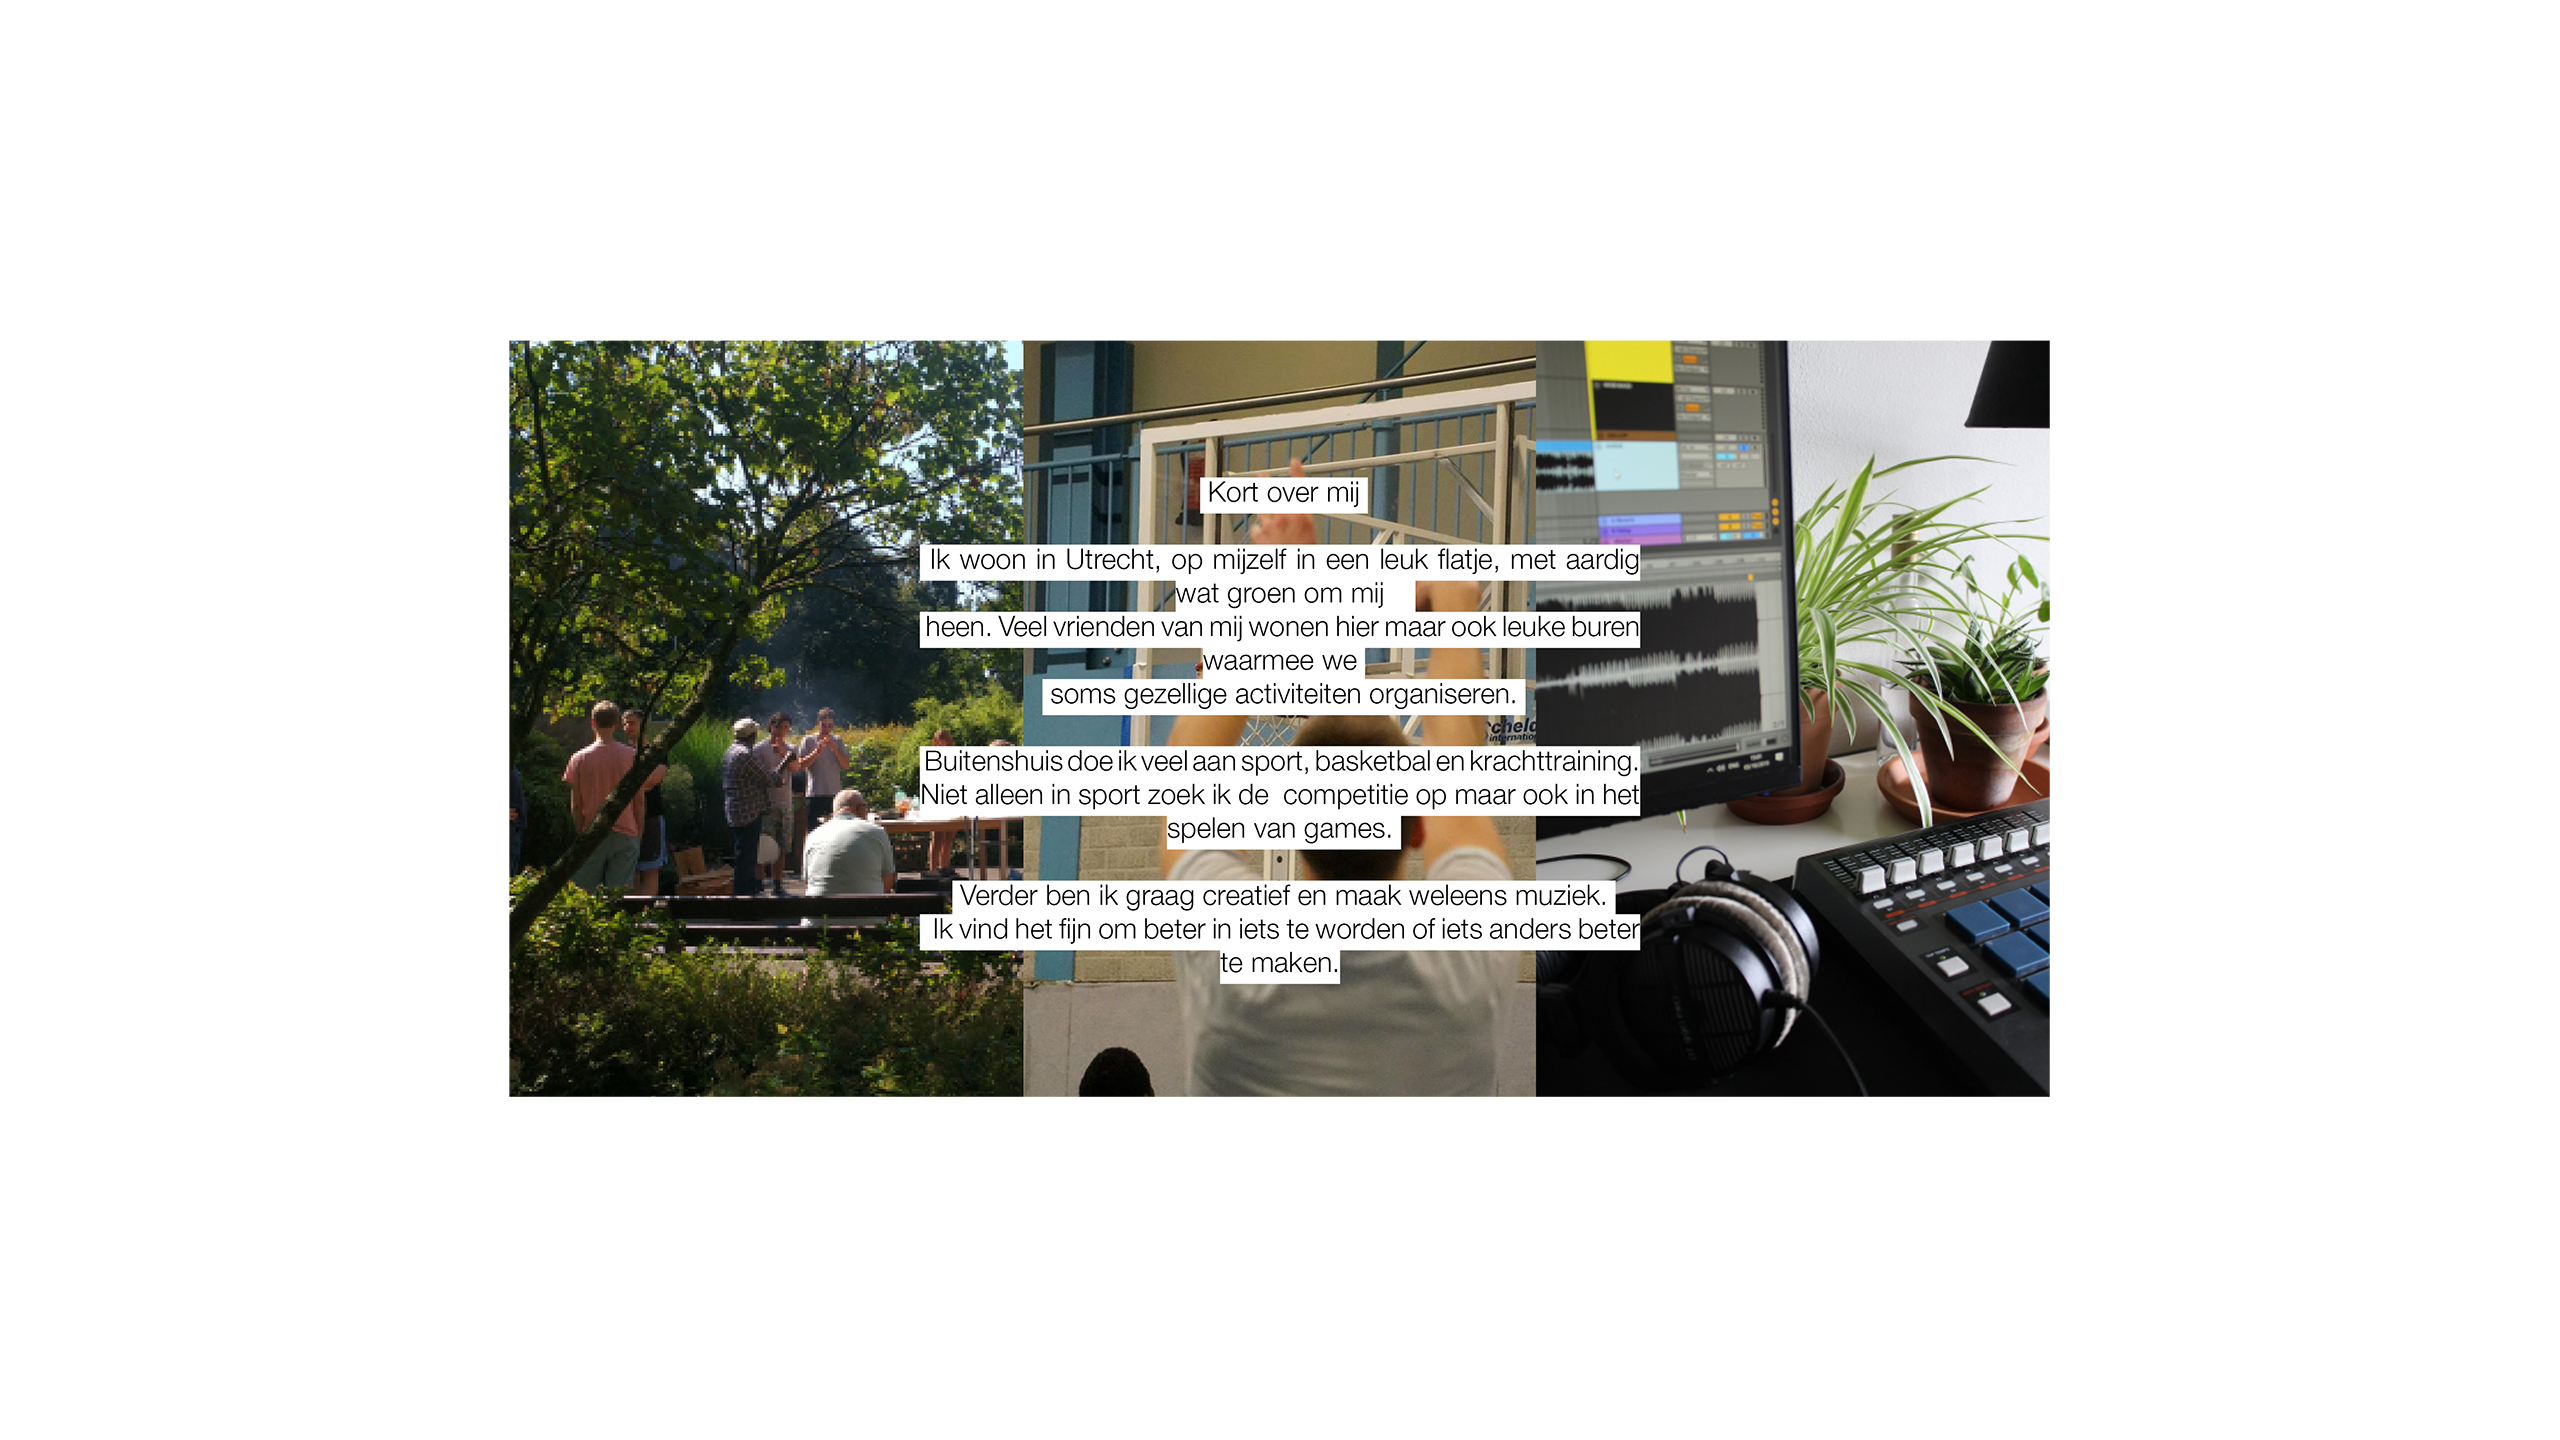 Kort over mij
Ik woon in Utrecht, op mijzelf in een leuk flatje, met aardig
wat groen om mij
heen. Veel vrienden van mij wonen hier maar ook leuke buren
waarmee we
soms gezellige activiteiten organiseren.
Buitenshuis doe ik veel aan sport, basketbal en krachttraining.
Niet alleen in sport zoek ik de  competitie op maar ook in het
spelen van games.
Verder ben ik graag creatief en maak weleens muziek.
Ik vind het fijn om beter in iets te worden of iets anders beter
te maken.